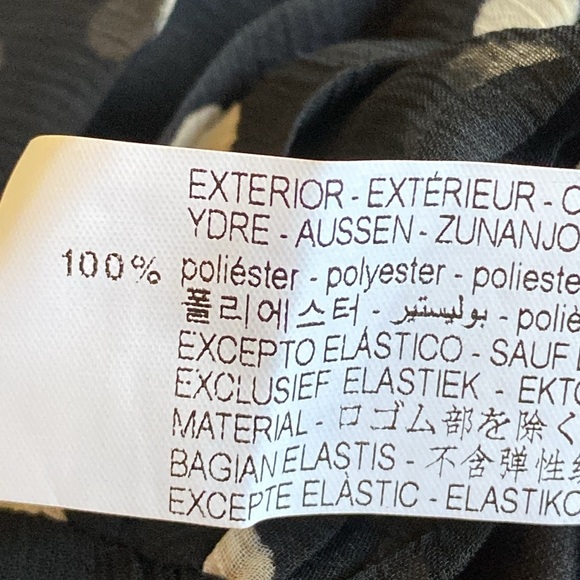 EXTERIOR - EXTÉRIEUR -
YDRE - AUSSEN - ZUNANJO
100% poliéster - polyester - polieste
폴리에스터 - بوليستير - polié
EXCEPTO ELÁSTICO - SAUF
EXCLUSIEF ELASTIEK - EKTO
MATERIAL - ロゴム部を除く
BAGIAN ELASTIS - 不含弹性
EXCEPTE ELÀSTIC - ELASTIKO